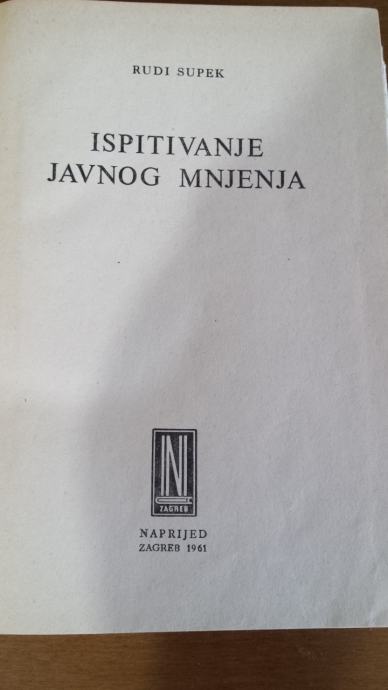 RUDI SUPEK
ISPITIVANJE
JAVNOG MNJENJA
N
ZAGREB
NAPRIJED
ZAGREB 1961